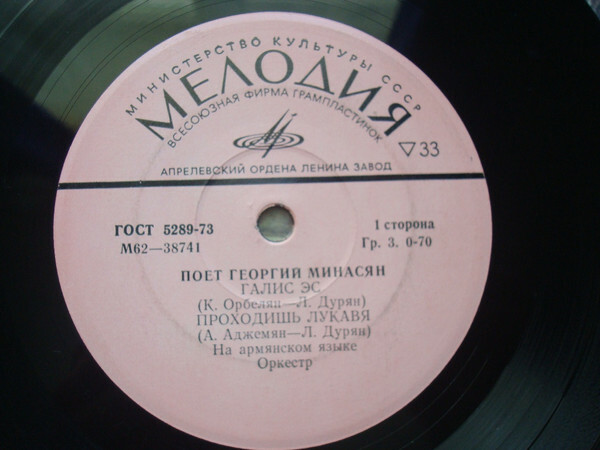 МИНИСТЕРСТВО КУЛЬТУРЫ СССР
МЕЛОДИЯ
ВСЕСОЮЗНАЯ ФИРМА ГРАМПЛАСТИНОК
▽33
АПРЕЛЕВСКИЙ ОРДЕНА ЛЕНИНА ЗАВОД
ГОСТ 5289-73
1 сторона
М62—38741
Гр. 3. 0-70
ПОЕТ ГЕОРГИЙ МИНАСЯН
ГАЛИС ЭС
(К. Орбелян—Л. Дурян)
ПРОХОДИШЬ ЛУКАВЯ
(А. Аджемян—Л. Дурян)
На армянском языке
Оркестр